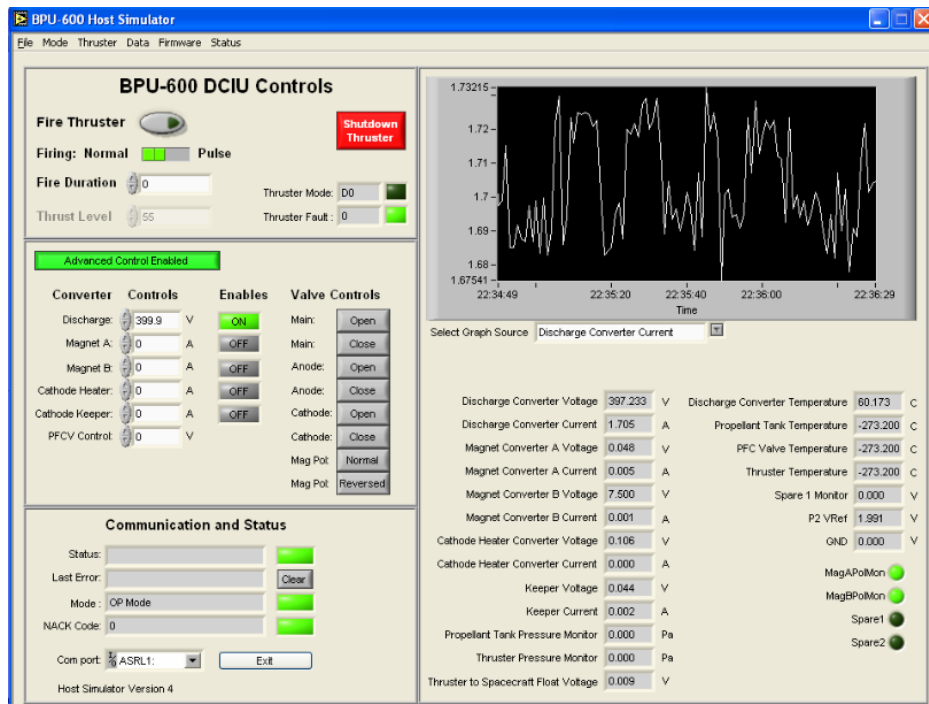 BPU-600 Host Simulator
File Mode Thruster Data Firmware Status
BPU-600 DCIU Controls
Fire Thruster
Shutdown
Thruster
Firing: Normal Pulse
Fire Duration 0
Thruster Mode: D0
Thrust Level 55
Thruster Fault : 0
Advanced Control Enabled
Converter Controls Enables Valve Controls
Discharge: 399.9 V ON Main: Open
Magnet A: 0 A OFF Main: Close
Magnet B: 0 A OFF Anode: Open
Cathode Heater: 0 A OFF Anode: Close
Cathode Keeper: 0 A OFF Cathode: Open
PFCV Control: 0 V Cathode: Close
Mag Pol: Normal
Mag Pol: Reversed
Communication and Status
Status:
Last Error: Clear
Mode : OP Mode
NACK Code: 0
Com port: ASRL1: Exit
Host Simulator Version 4
1.73215
1.72
1.71
1.7
1.69
1.68
1.67541
22:34:49 22:35:20 22:35:40 22:36:00 22:36:29
Time
Select Graph Source Discharge Converter Current
Discharge Converter Voltage 397.233 V
Discharge Converter Current 1.705 A
Magnet Converter A Voltage 0.048 V
Magnet Converter A Current 0.005 A
Magnet Converter B Voltage 7.500 V
Magnet Converter B Current 0.001 A
Cathode Heater Converter Voltage 0.106 V
Cathode Heater Converter Current 0.000 A
Keeper Voltage 0.044 V
Keeper Current 0.002 A
Propellant Tank Pressure Monitor 0.000 Pa
Thruster Pressure Monitor 0.000 Pa
Thruster to Spacecraft Float Voltage 0.009 V
Discharge Converter Temperature 60.173 C
Propellant Tank Temperature -273.200 C
PFC Valve Temperature -273.200 C
Thruster Temperature -273.200 C
Spare 1 Monitor 0.000 V
P2 VRef 1.991 V
GND 0.000 V
MagAPolMon
MagBPolMon
Spare1
Spare2